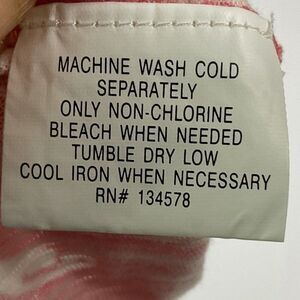 MACHINE WASH COLD
SEPARATELY
ONLY NON-CHLORINE
BLEACH WHEN NEEDED
TUMBLE DRY LOW
COOL IRON WHEN NECESSARY
RN# 134578